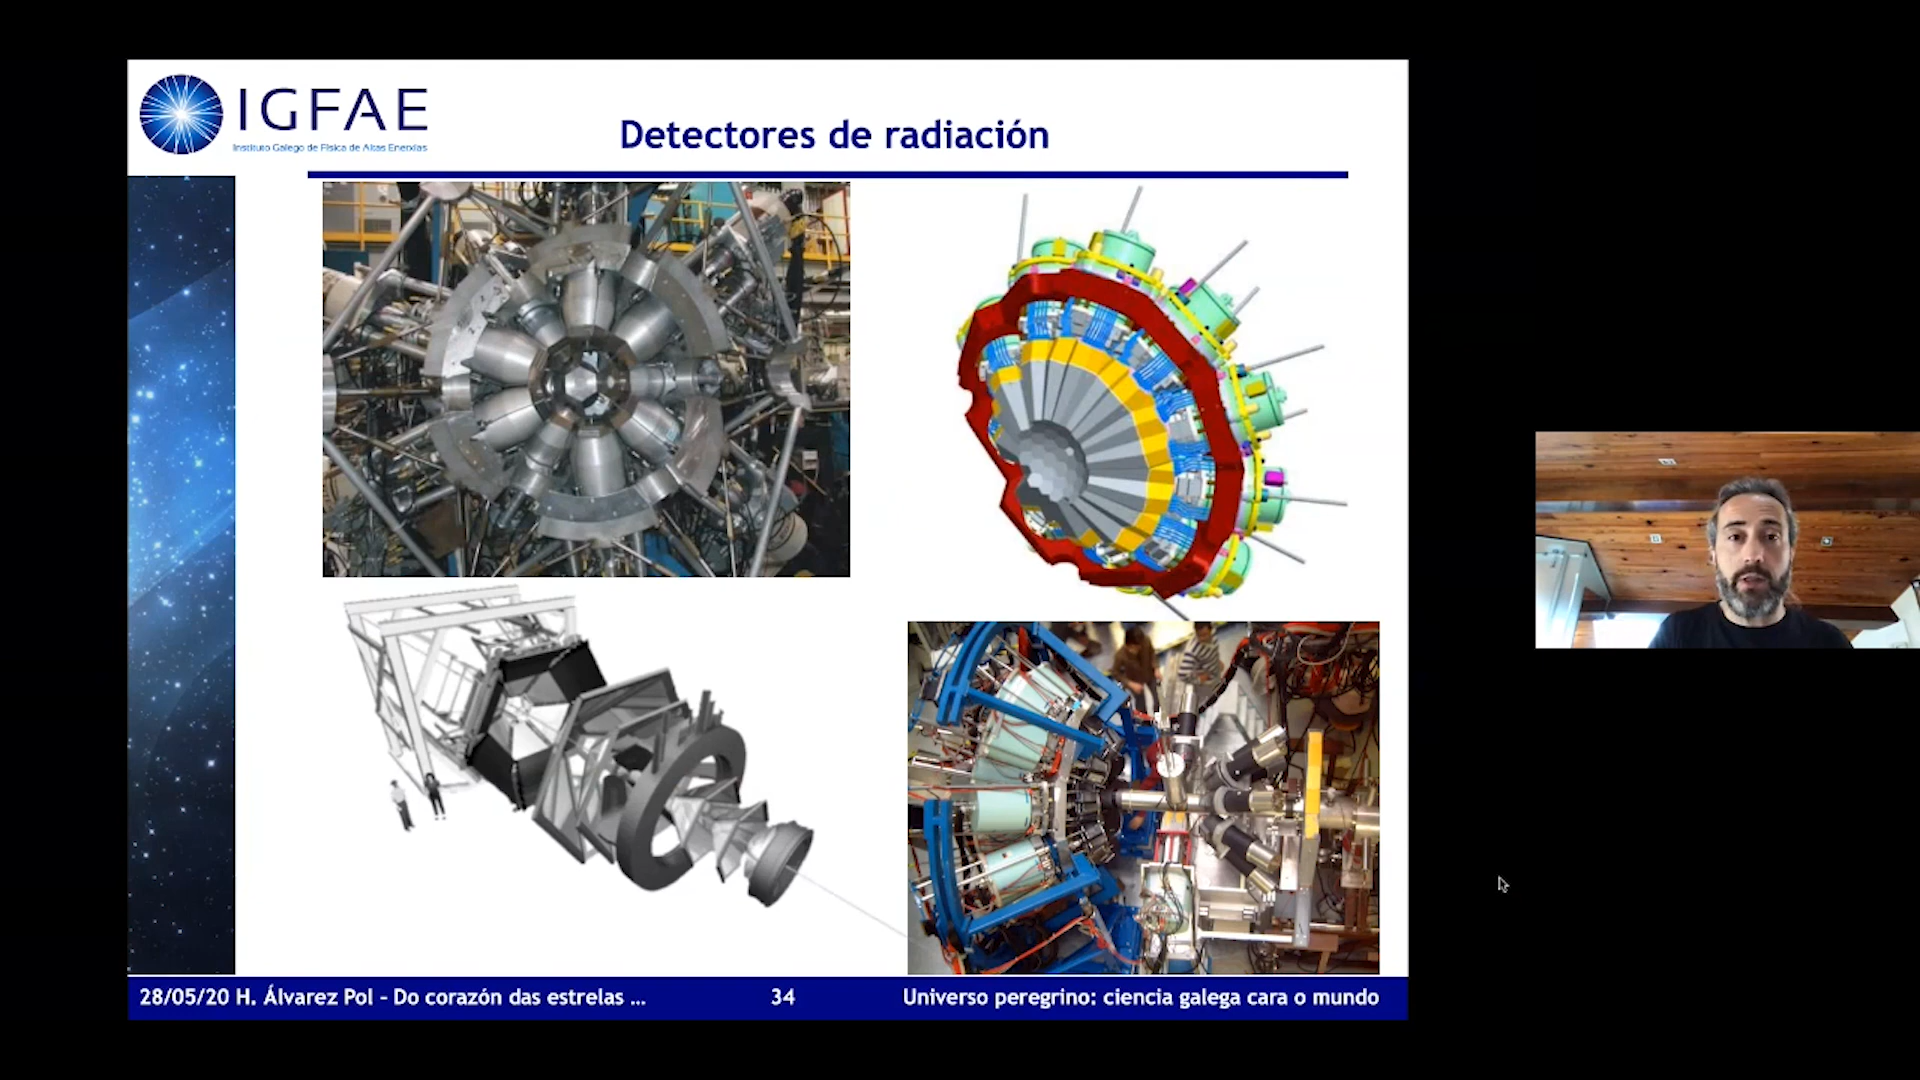 IGFAE
Instituto Galego de Física de Altas Enerxías
Detectores de radiación
28/05/20 H. Álvarez Pol - Do corazón das estrelas ...
34
Universo peregrino: ciencia galega cara o mundo